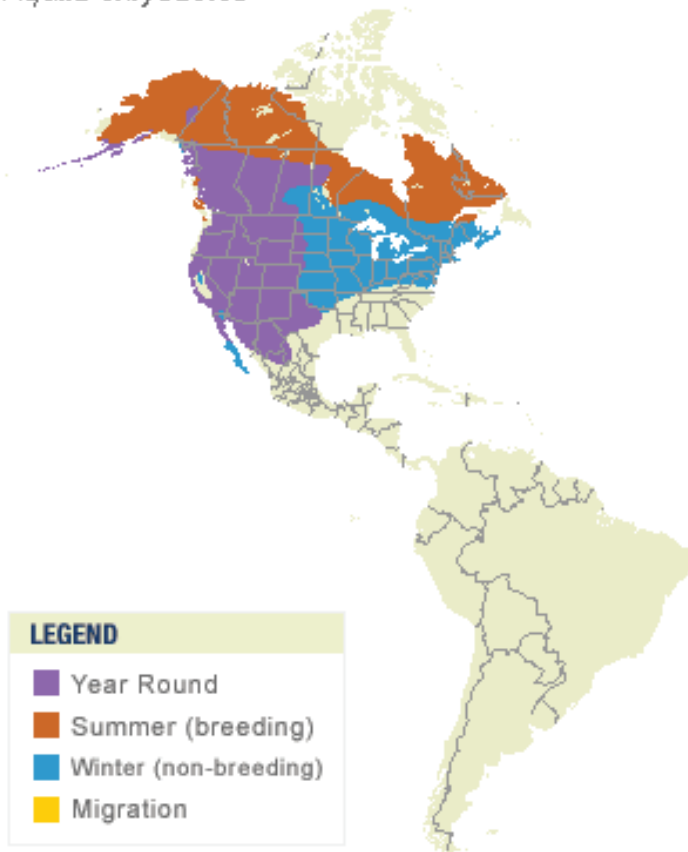 LEGEND
Year Round
Summer (breeding)
Winter (non-breeding)
Migration